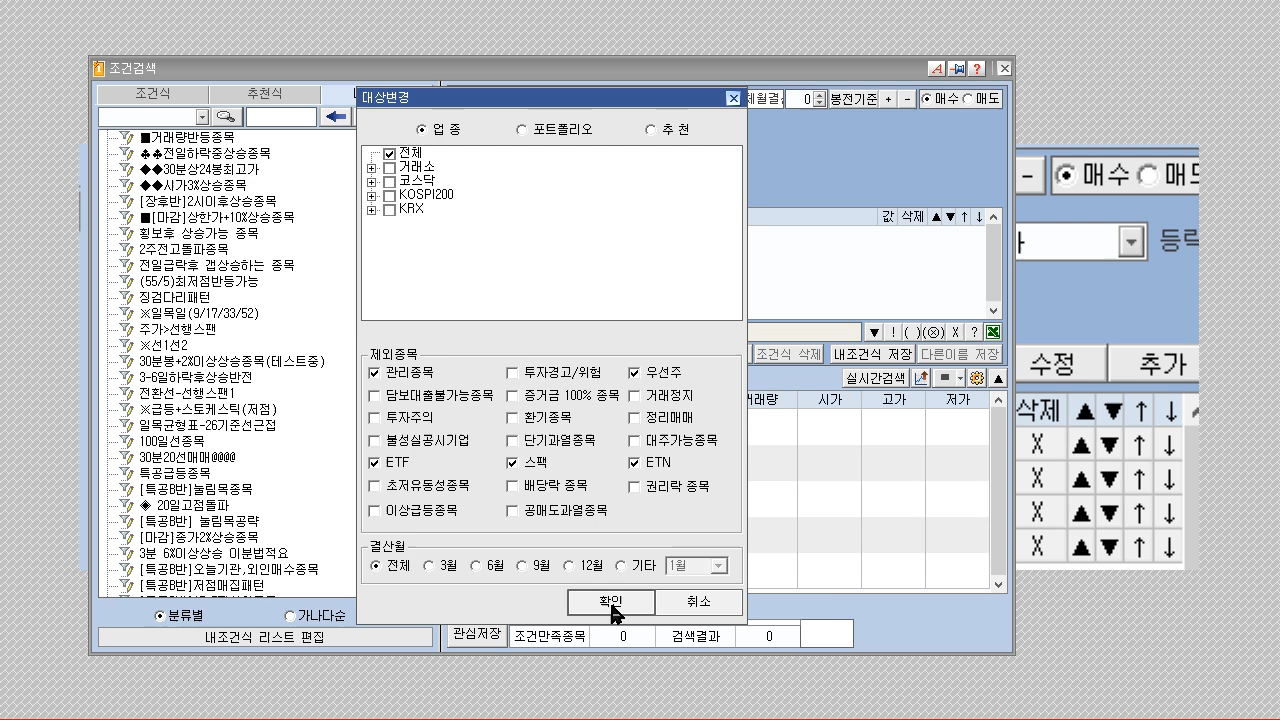 조건검색
조건식
추천식
대상변경
업 종
포트폴리오
추 천
전체
거래소
코스닥
KOSPI200
KRX
제외종목
관리종목
투자경고/위험
우선주
담보대출불가능종목
증거금 100% 종목
거래정지
투자주의
환기종목
정리매매
불성실공시기업
단기과열종목
대주가능종목
ETF
스팩
ETN
초저유동성종목
배당락 종목
권리락 종목
이상급등종목
공매도과열종목
결산월
전체
3월
6월
9월
12월
기타
1월
확인
취소
■거래량반등종목
♣♣전일하락중상승종목
◆◆30분상24봉최고가
◆◆시가3%상승종목
[장후반]2시이후상승종목
■[마감]상한가+10%상승종목
횡보후 상승가능 종목
2주전고돌파종목
전일급락후 갭상승하는 종목
(55/5)최저점반등가능
징검다리패턴
※일목일(9/17/33/52)
주가>선행스팬
※선1선2
30분봉+2%이상상승종목(테스트중)
3-6일하락후상승반전
전환선-선행스팬1
※급등+스토케스틱(저점)
일목균형표-26기준선근접
100일선종목
30분20선매매@@@@
특공급등종목
[특공B반]눌림목종목
◈ 20일고점돌파
[특공B반] 눌림목공략
[마감]종가2%상승종목
3분 6%이상상승 이분법적요
[특공B반]오늘기관,외인매수종목
[특공B반]저점매집패턴
분류별
가나다순
내조건식 리스트 편집
0
봉전기준
+
-
매수
매도
값
삭제
▲
▼
↑
↓
▼
!
( )
(ⓧ)
X
?
조건식 삭제
내조건식 저장
다른이름 저장
실시간검색
▲
시가
고가
저가
관심저장
조건만족종목
0
검색결과
0
-
매수
등락
수정
추가
삭제
▲
▼
↑
↓
X ▲ ▼ ↑ ↓
X ▲ ▼ ↑ ↓
X ▲ ▼ ↑ ↓
X ▲ ▼ ↑ ↓